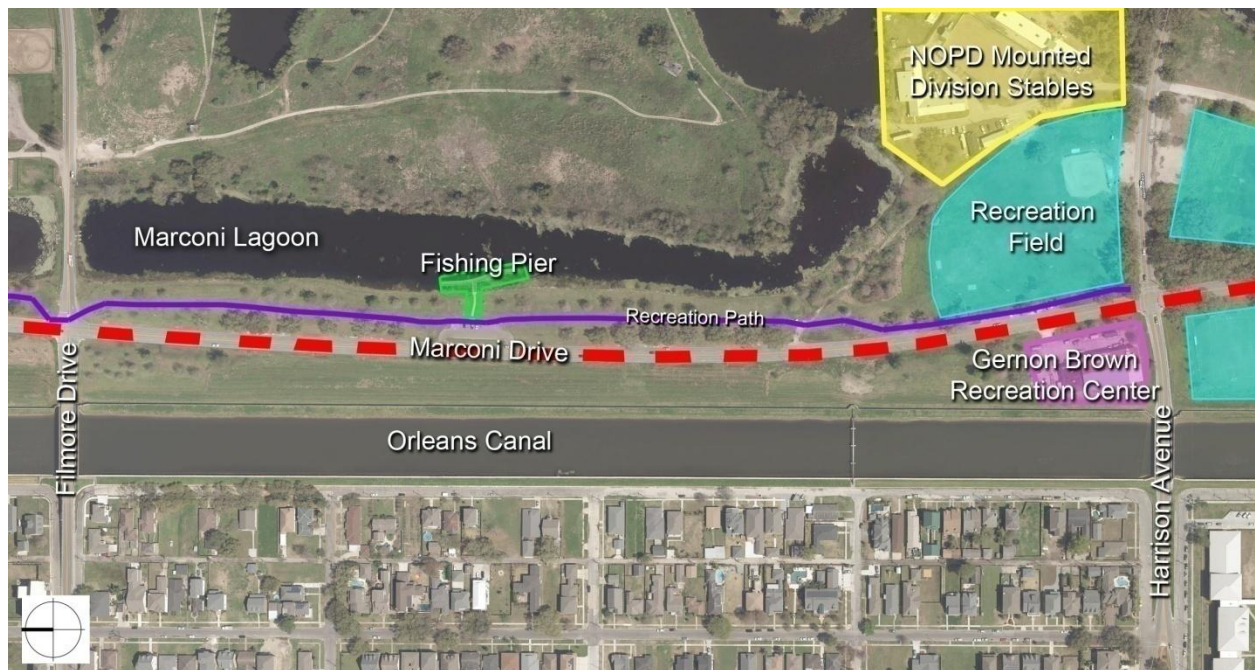 NOPD Mounted
Division Stables
Recreation
Field
Marconi Lagoon
Fishing Pier
Recreation Path
Marconi Drive
Gernon Brown
Recreation Center
Orleans Canal
Filmore Drive
Harrison Avenue